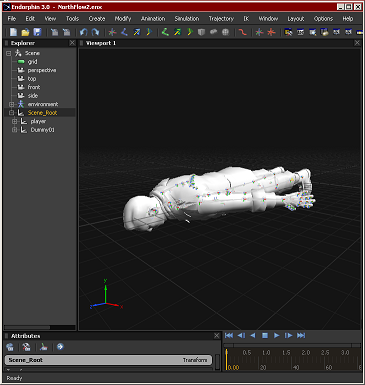 Endorphin 3.0 - NorthFlow2.ens
File Edit View Tools Create Modify Animation Simulation Trajectory IK Window Layout Options Help
Explorer
Viewport 1
Scene
grid
perspective
top
front
side
environment
Scene_Root
player
Dummy01
y
Attributes
Scene_Root Transform
0.5 1.0 1.5 2.0 2.5 3.0
0.00 20 40 60
Ready